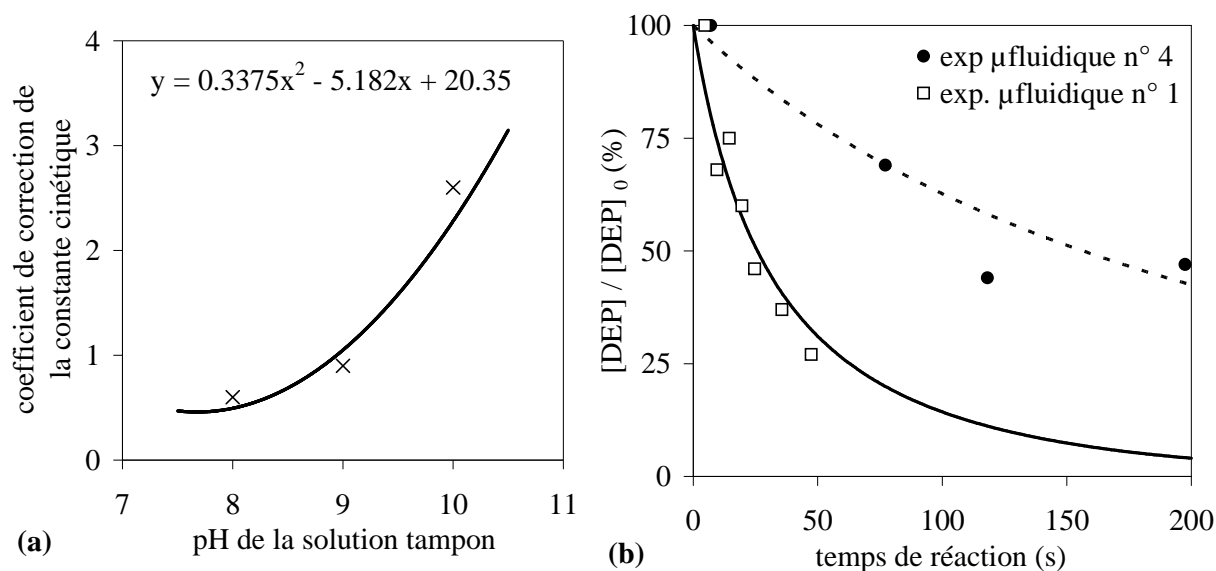 coefficient de correction de
la constante cinétique
4
3
2
1
0
y = 0.3375x² - 5.182x + 20.35
7 8 9 10 11
pH de la solution tampon
(a)
[DEP] / [DEP] ₀ (%)
100
75
50
25
0
exp µfluidique n° 4
exp. µfluidique n° 1
0 50 100 150 200
temps de réaction (s)
(b)